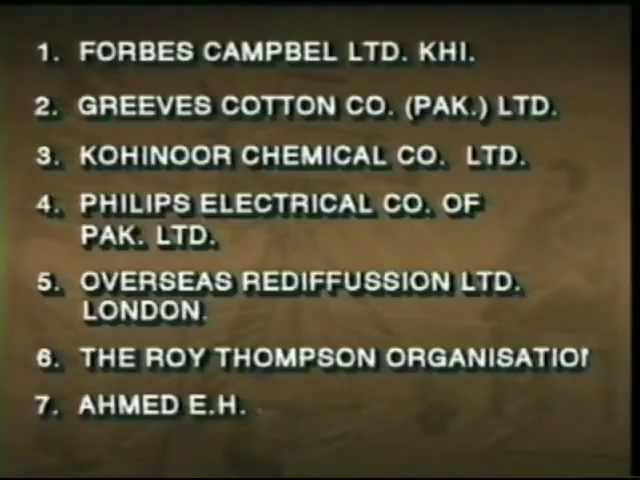 1. FORBES CAMPBEL LTD. KHI.
2. GREEVES COTTON CO. (PAK.) LTD.
3. KOHINOOR CHEMICAL CO. LTD.
4. PHILIPS ELECTRICAL CO. OF
PAK. LTD.
5. OVERSEAS REDIFFUSSION LTD.
LONDON.
6. THE ROY THOMPSON ORGANISATION
7. AHMED E.H.